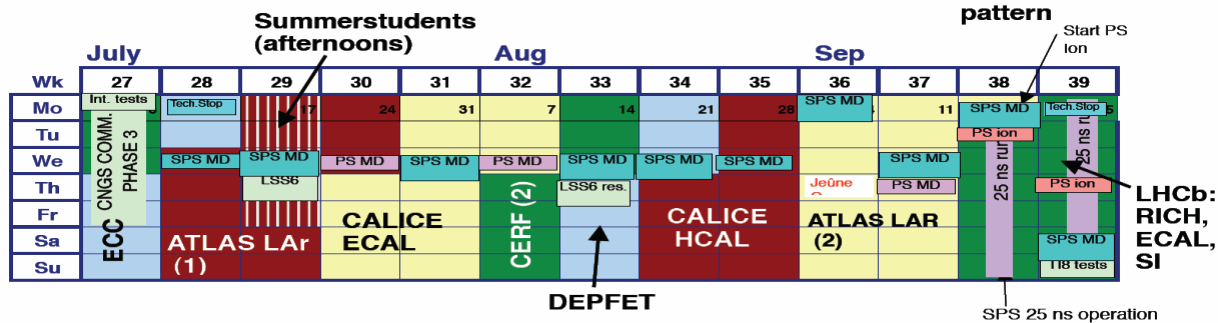 Summerstudents
(afternoons)
pattern
Start PS
Ion
July
Aug
Sep
Wk 27 28 29 30 31 32 33 34 35 36 37 38 39
Mo Int. tests Tech.Stop 17 24 31 7 14 21 28 SPS MD 11 SPS MD Tech.Stop
Tu PS ion
We SPS MD SPS MD PS MD SPS MD PS MD SPS MD SPS MD SPS MD SPS MD
Th LSS6 LSS6 res. Jeûne PS MD PS ion
Fr
Sa SPS MD
Su TI8 tests
CNGS COMM.
PHASE 3
ECC
ATLAS LAr
(1)
CALICE
ECAL
CERF (2)
CALICE
HCAL
ATLAS LAR
(2)
25 ns run
25 ns ru
LHCb:
RICH,
ECAL,
SI
DEPFET
SPS 25 ns operation